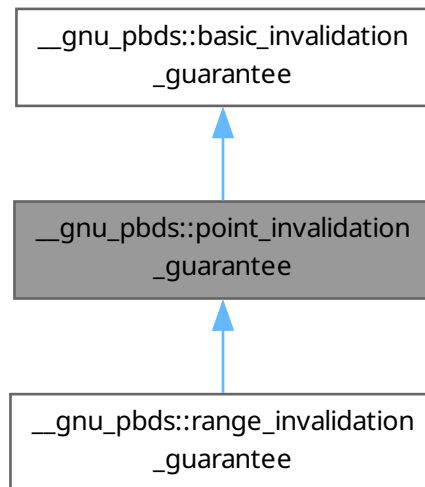 __gnu_pbds::basic_invalidation
_guarantee
__gnu_pbds::point_invalidation
_guarantee
__gnu_pbds::range_invalidation
_guarantee